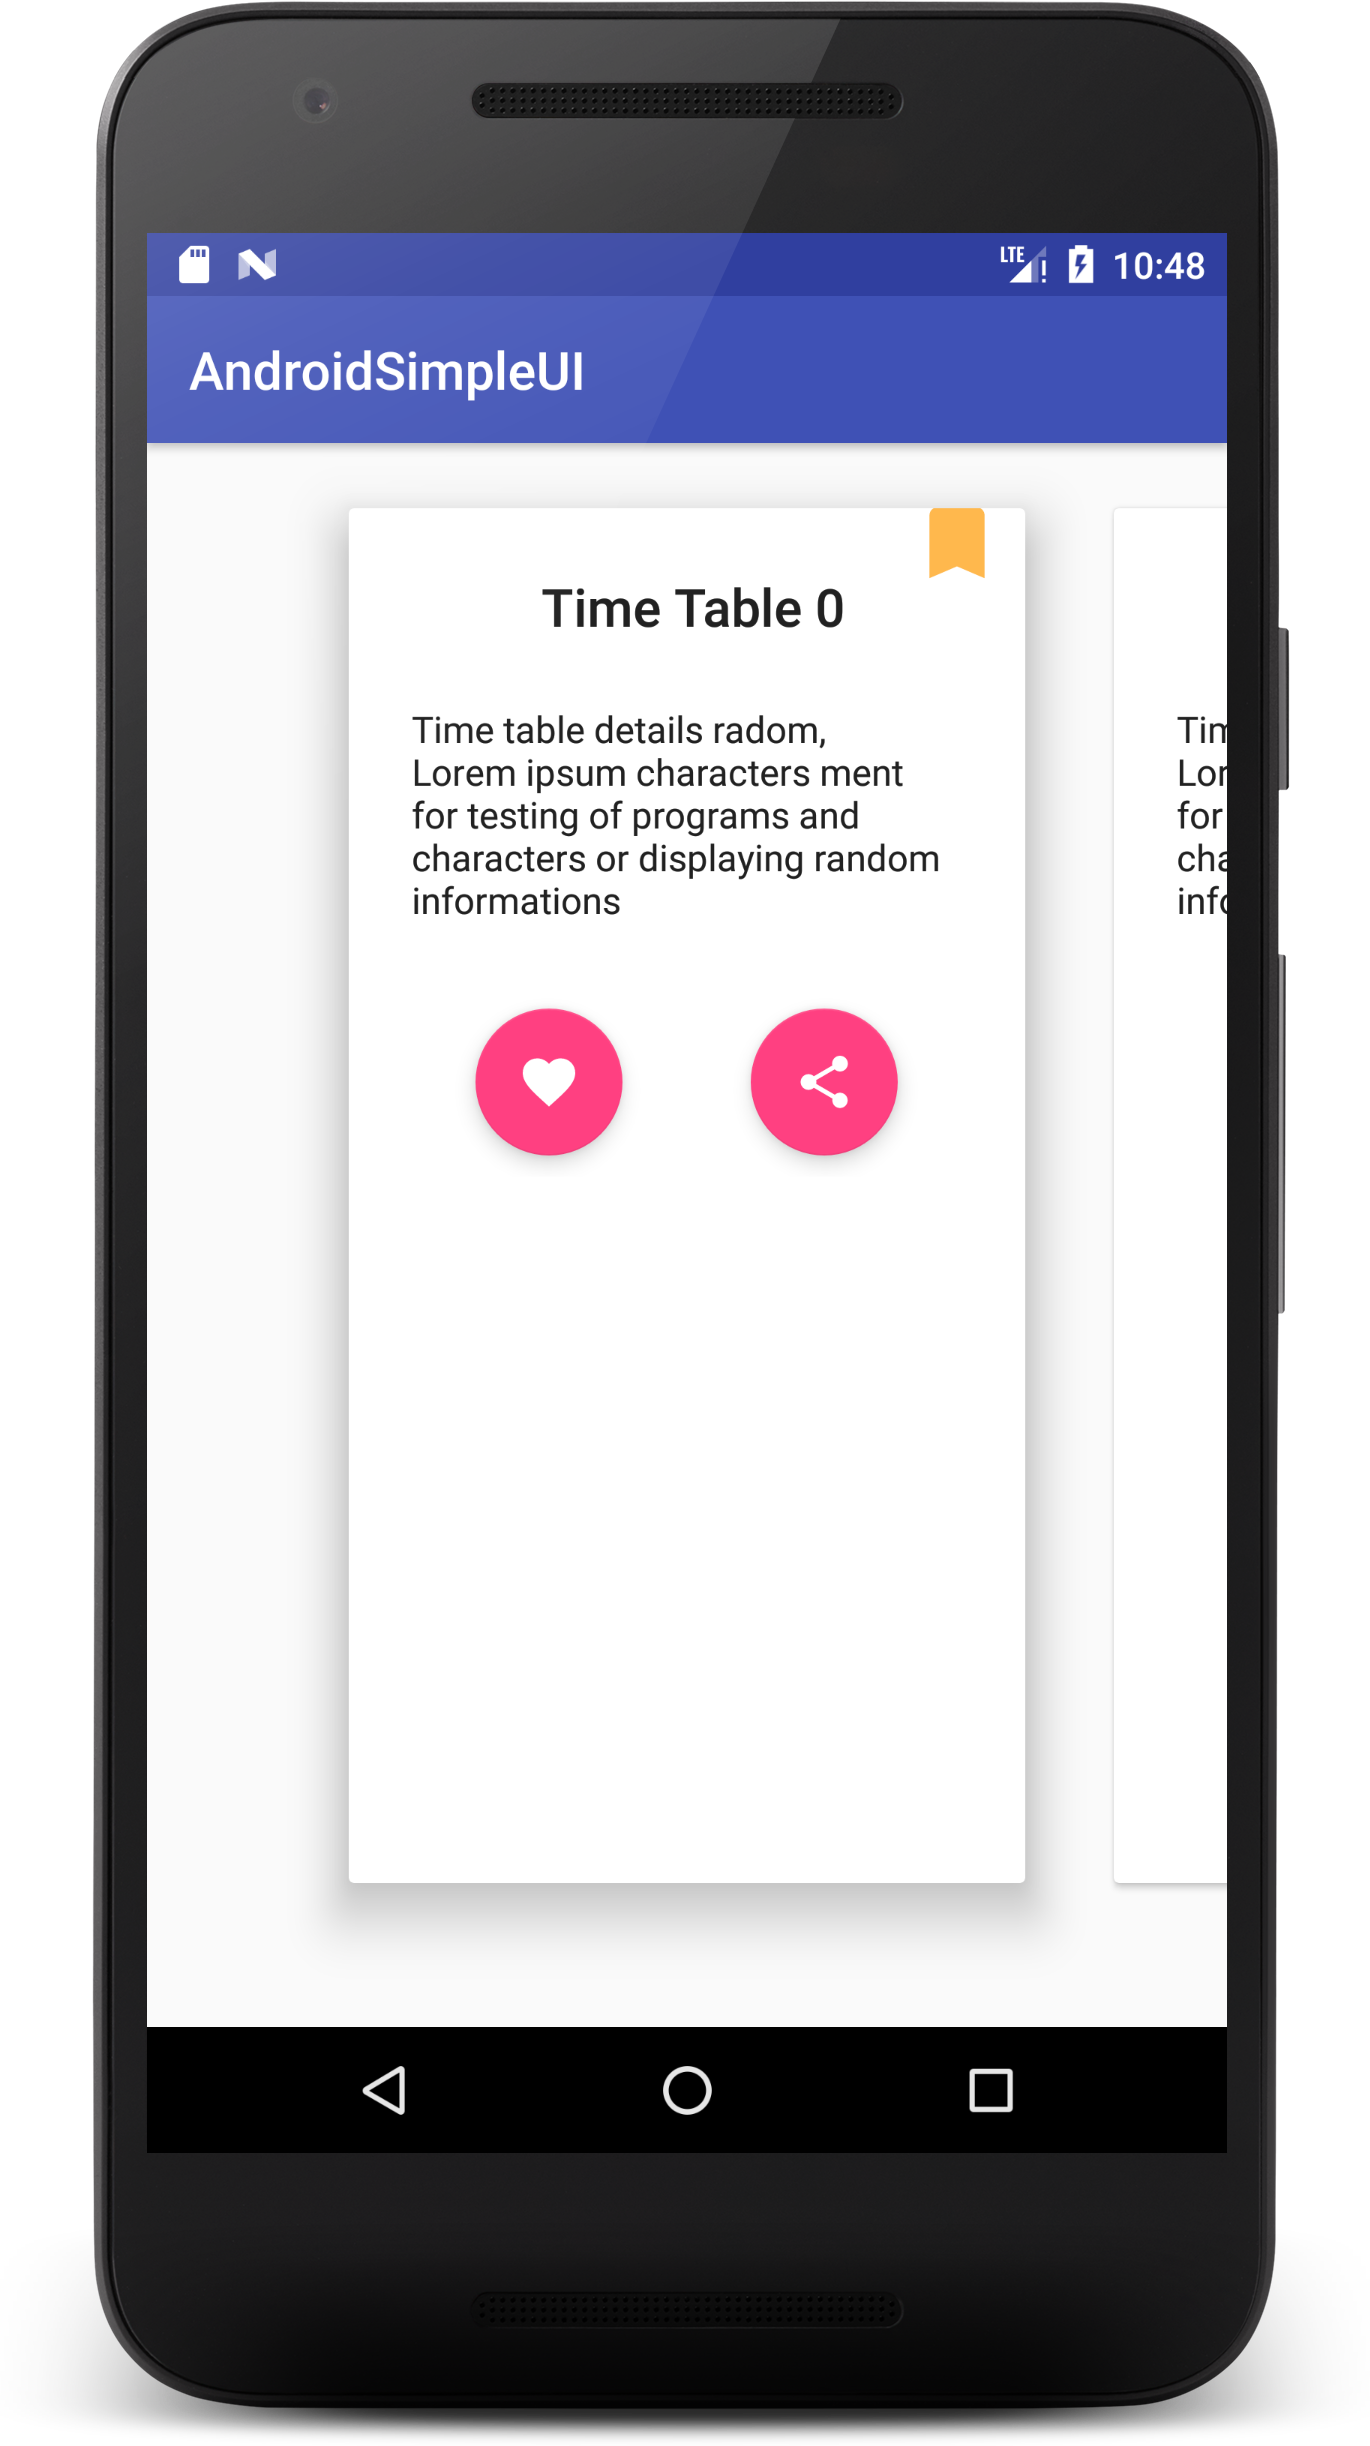 LTE 10:48
AndroidSimpleUI
Time Table 0
Time table details radom,
Lorem ipsum characters ment
for testing of programs and
characters or displaying random
informations
Tim
Lor
for
cha
info